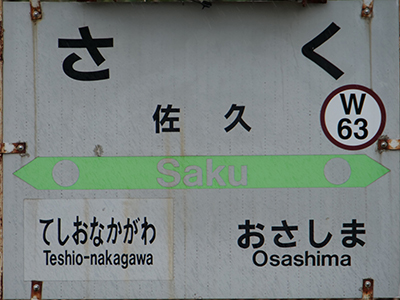 さく
佐久
W
63
Saku
てしおなかがわ
Teshio-nakagawa
おさしま
Osashima